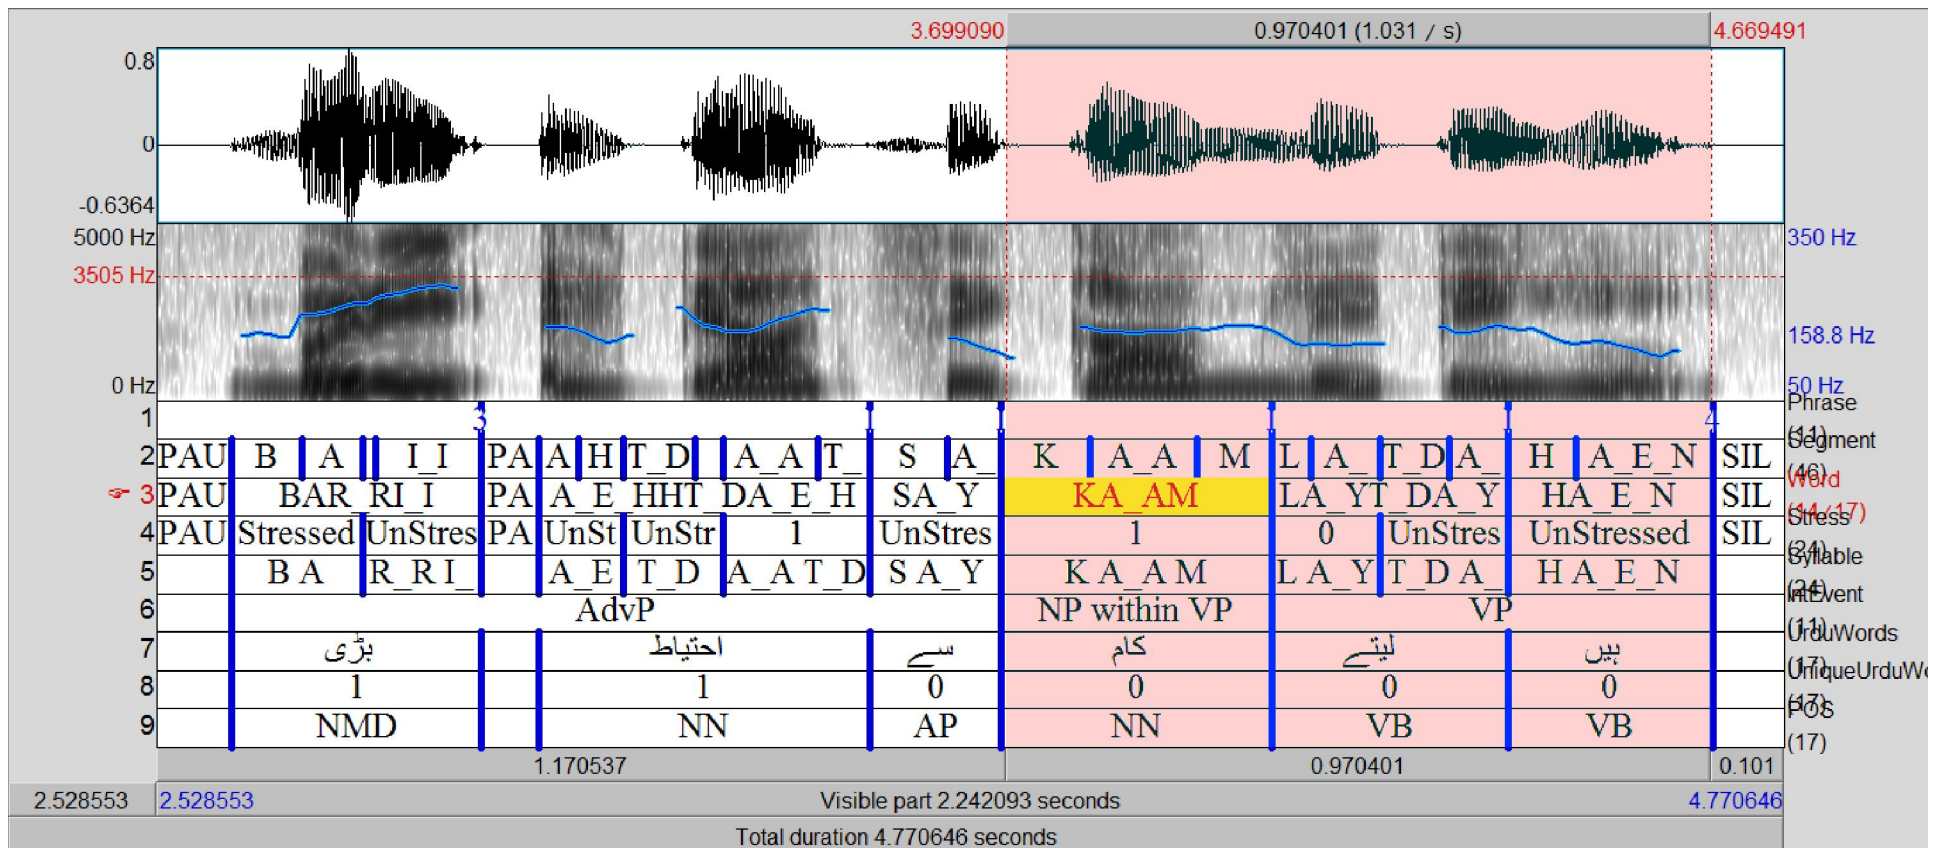 3.699090 0.970401 (1.031 / s) 4.669491
0.8
0
-0.6364
5000 Hz 350 Hz
3505 Hz
158.8 Hz
0 Hz 50 Hz
1 3 4 Phrase (11)
2 PAU B A I_I PA A H T_D A_A T_ S A_ K A_A M L A_ T_D A_ H A_E_N SIL Segment (46)
3 PAU BAR_RI_I PA A_E_HHT_DA_E_H SA_Y KA_AM LA_YT_DA_Y HA_E_N SIL Word (14/17)
4 PAU Stressed UnStres PA UnSt UnStr 1 UnStres 1 0 UnStres UnStressed SIL Stress (24)
5 B A R_RI_ A_E T_D A_A T_D S A_Y K A_A M L A_Y T_D A_ H A_E_N Syllable (24)
6 AdvP NP within VP VP IntEvent (11)
7 بڑی احتیاط سے کام لیتے ہیں UrduWords (17)
8 1 1 0 0 0 0 UniqueUrduWo (17)
9 NMD NN AP NN VB VB POS (17)
1.170537 0.970401 0.101
2.528553 2.528553 Visible part 2.242093 seconds 4.770646
Total duration 4.770646 seconds